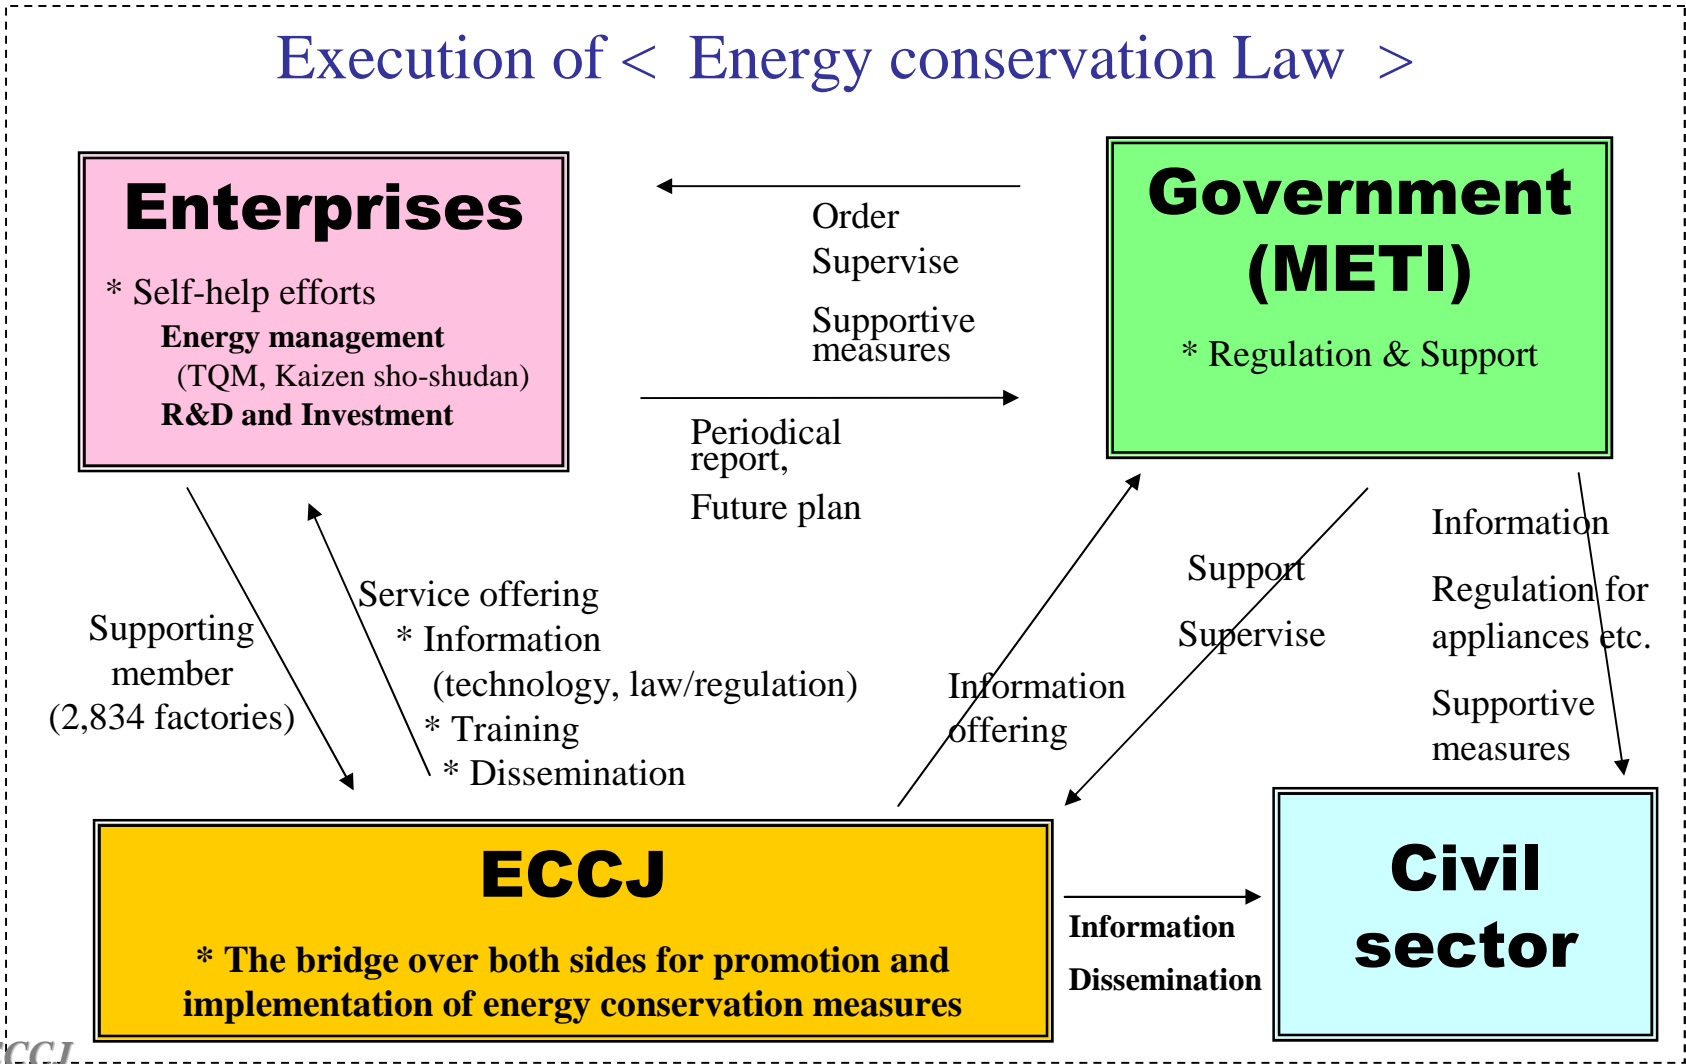 Execution of < Energy conservation Law >
Enterprises
* Self-help efforts
Energy management
(TQM, Kaizen sho-shudan)
R&D and Investment
Order
Supervise
Supportive
measures
Periodical
report,
Future plan
Government
(METI)
* Regulation & Support
Supporting
member
(2,834 factories)
Service offering
* Information
(technology, law/regulation)
* Training
* Dissemination
Information
offering
Support
Supervise
Information
Regulation for
appliances etc.
Supportive
measures
ECCJ
* The bridge over both sides for promotion and
implementation of energy conservation measures
Information
Dissemination
Civil
sector
ECCJ